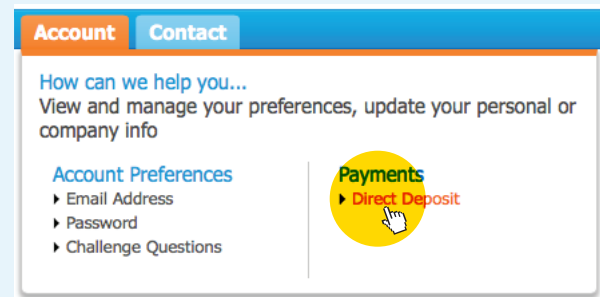 Account Contact
How can we help you...
View and manage your preferences, update your personal or
company info
Account Preferences
Email Address
Password
Challenge Questions
Payments
Direct Deposit